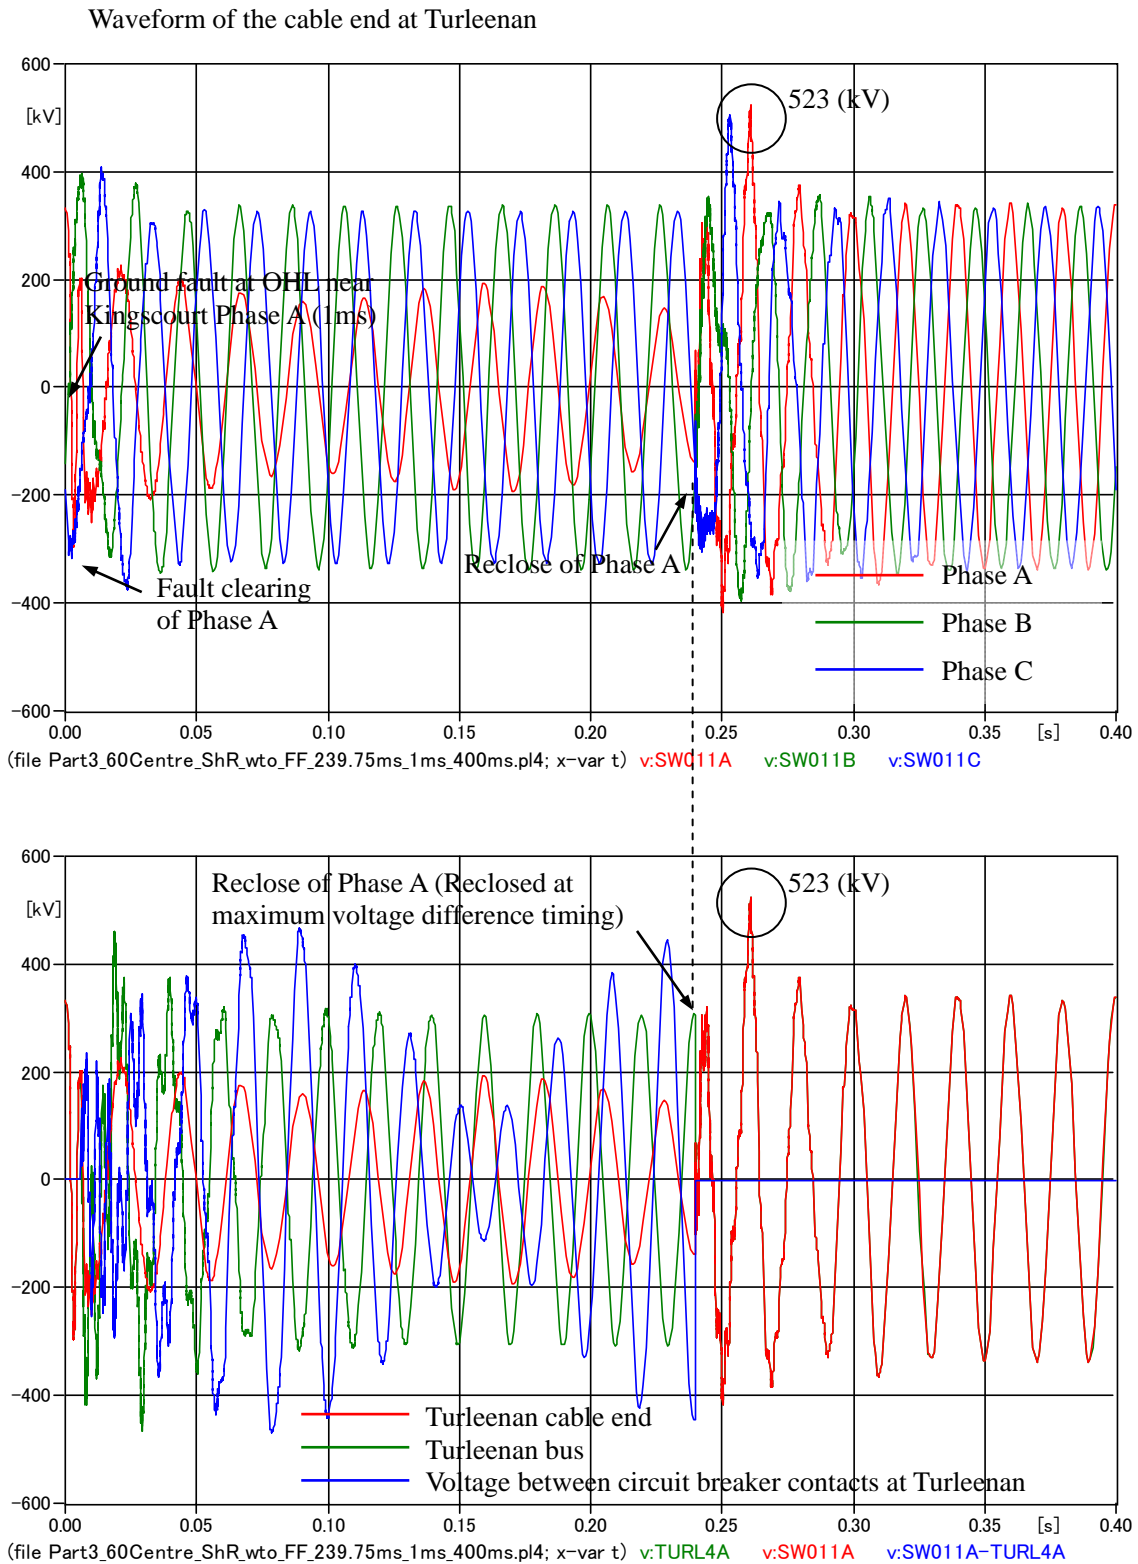 Waveform of the cable end at Turleenan
600
[kV]
523 (kV)
400
200
Ground fault at OHL near
Kingscourt Phase A (1ms)
0
-200
Reclose of Phase A
Fault clearing
of Phase A
Phase A
-400
Phase B
Phase C
-600
0.00 0.05 0.10 0.15 0.20 0.25 0.30 0.35 [s] 0.40
(file Part3_60Centre_ShR_wto_FF_239.75ms_1ms_400ms.pl4; x-var t) v:SW011A v:SW011B v:SW011C
600
Reclose of Phase A (Reclosed at
maximum voltage difference timing)
523 (kV)
[kV]
400
200
0
-200
-400
Turleenan cable end
Turleenan bus
Voltage between circuit breaker contacts at Turleenan
-600
0.00 0.05 0.10 0.15 0.20 0.25 0.30 0.35 [s] 0.40
(file Part3_60Centre_ShR_wto_FF_239.75ms_1ms_400ms.pl4; x-var t) v:TURL4A v:SW011A v:SW011A-TURL4A